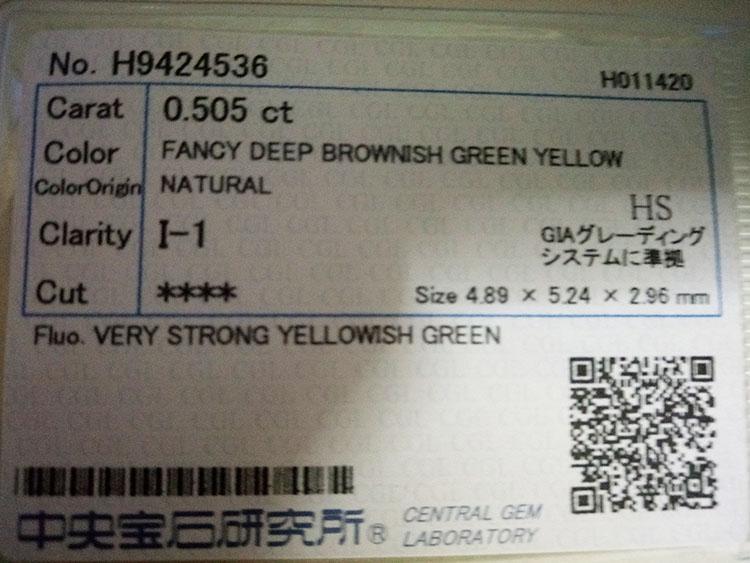 No. H9424536
H011420
Carat 0.505 ct
Color FANCY DEEP BROWNISH GREEN YELLOW
ColorOrigin NATURAL
HS
Clarity I-1
GIAグレーディング
システムに準拠
Cut ****
Size 4.89 × 5.24 × 2.96 mm
Fluo. VERY STRONG YELLOWISH GREEN
中央宝石研究所®
CENTRAL GEM
LABORATORY